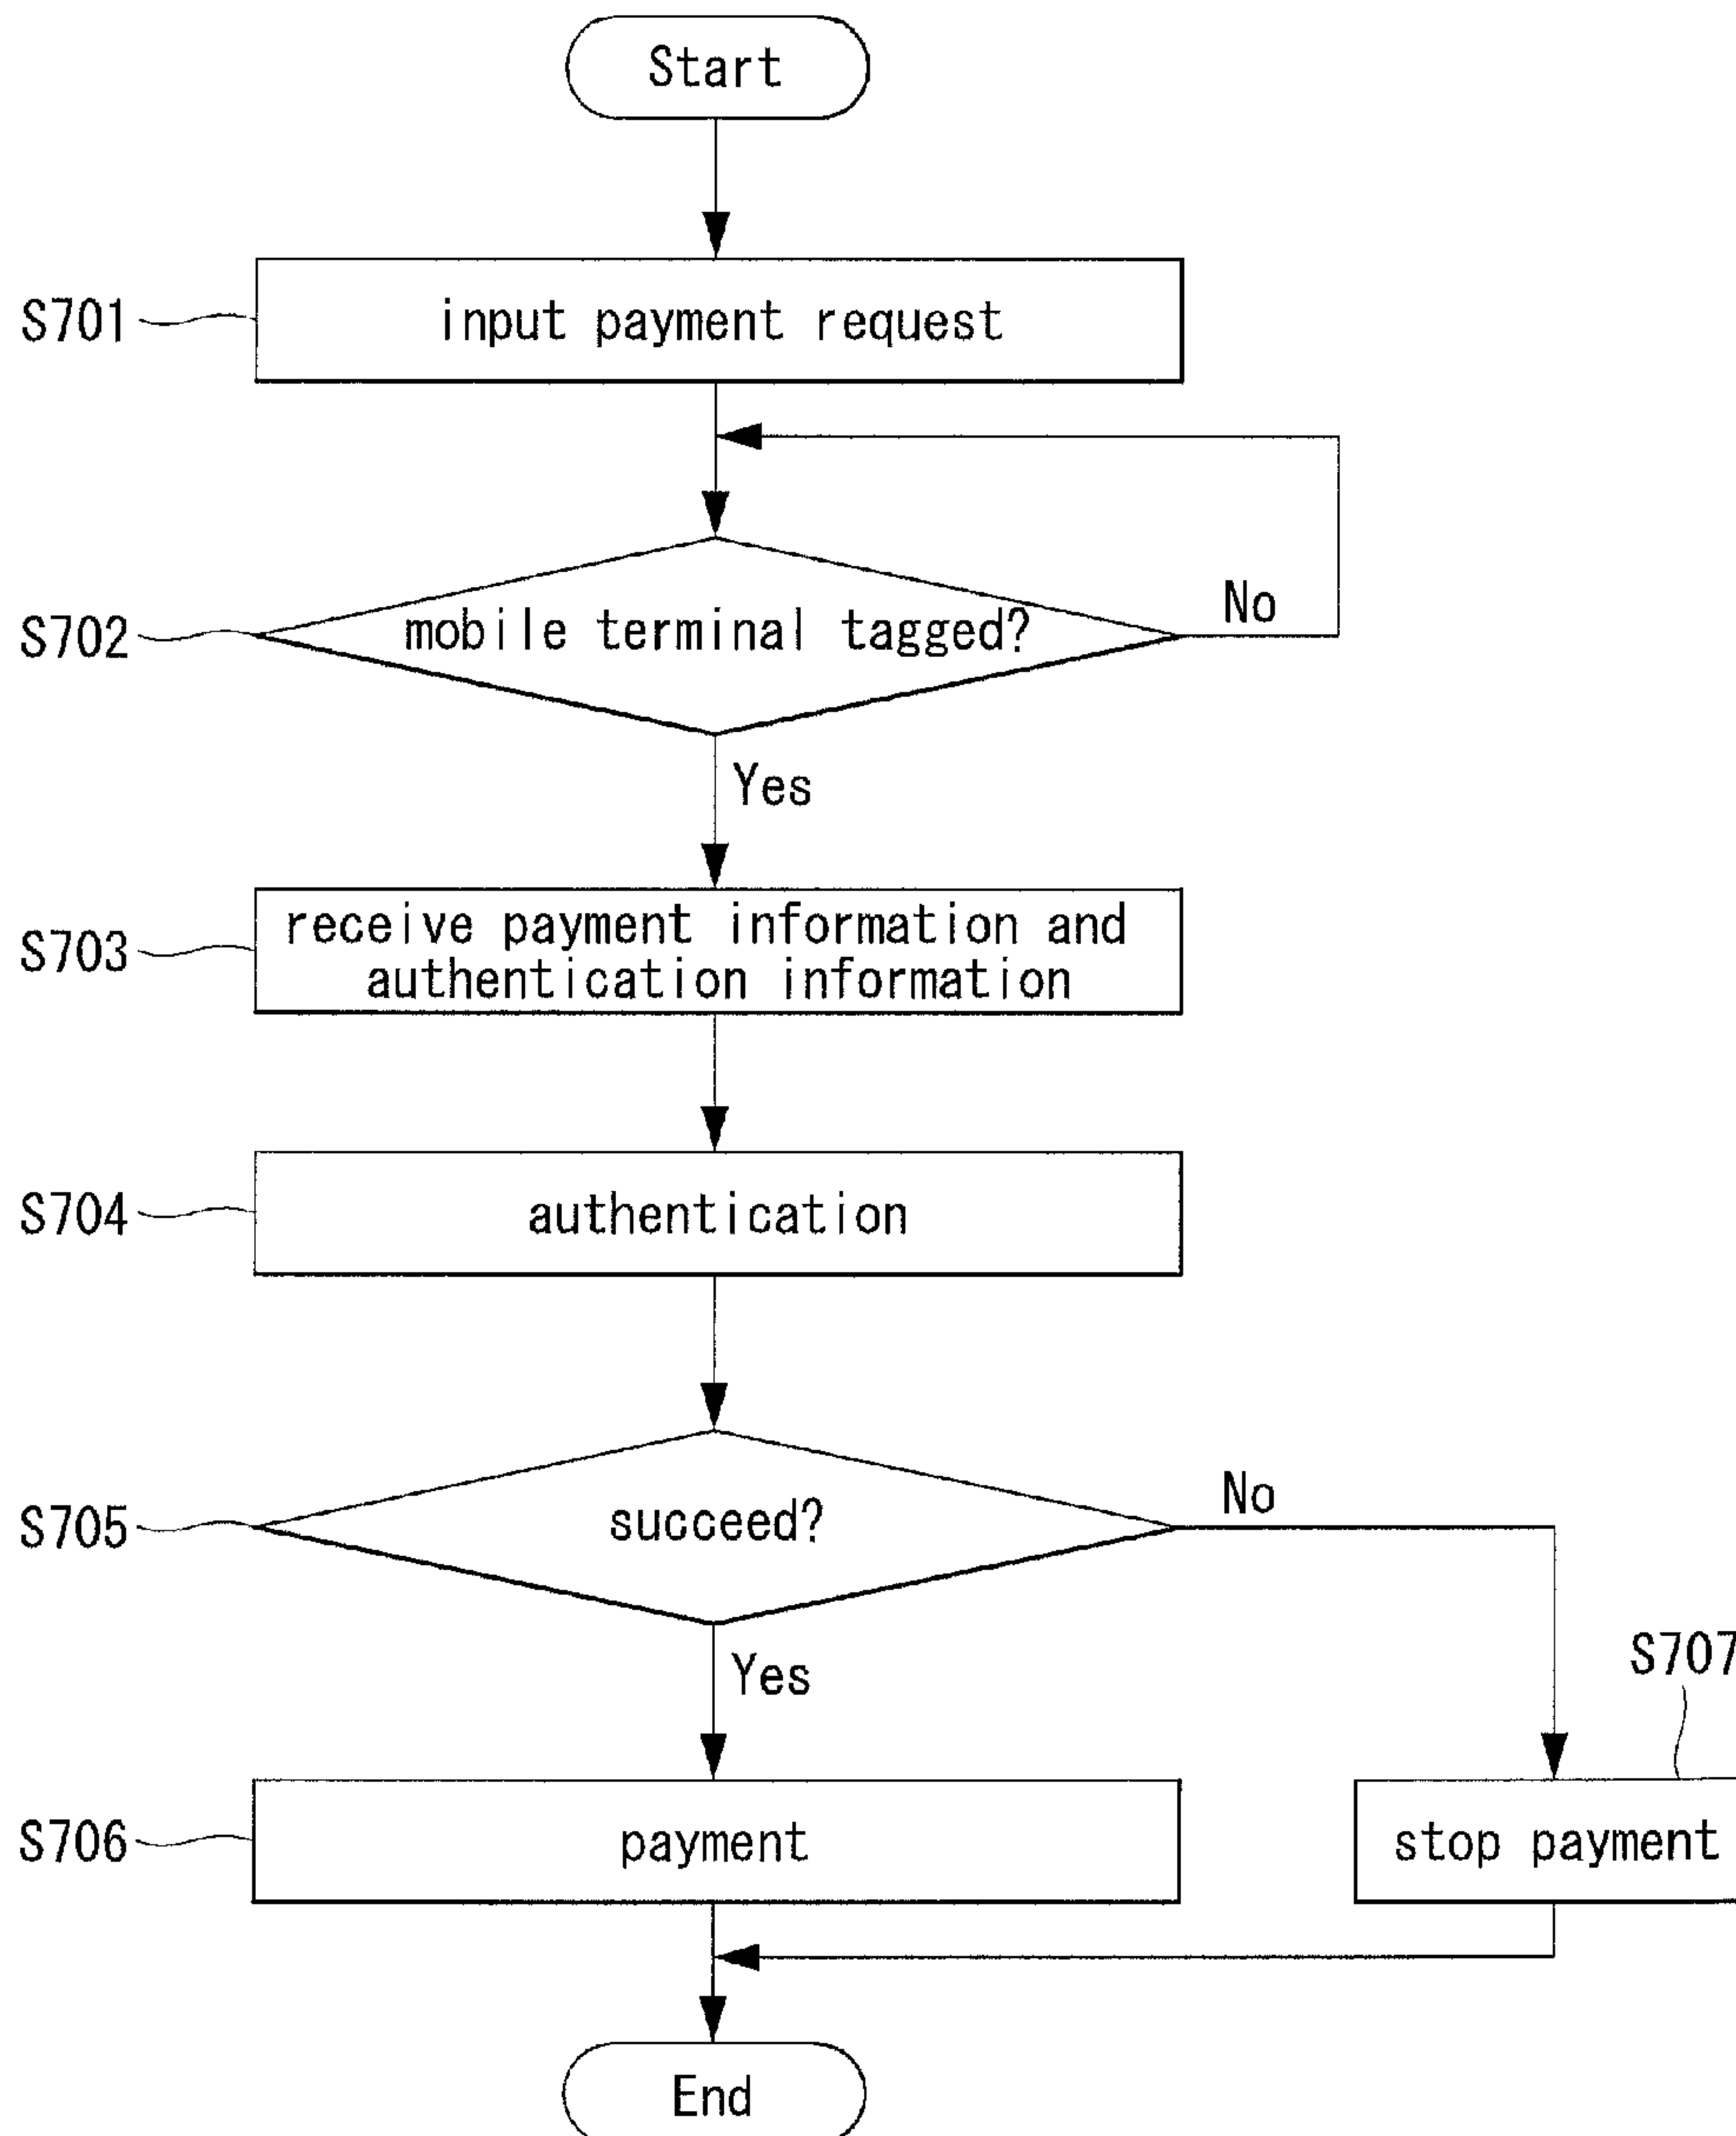 Start
S701
input payment request
S702
mobile terminal tagged?
No
Yes
S703
receive payment information and
authentication information
S704
authentication
S705
succeed?
No
Yes
S707
S706
payment
stop payment
End